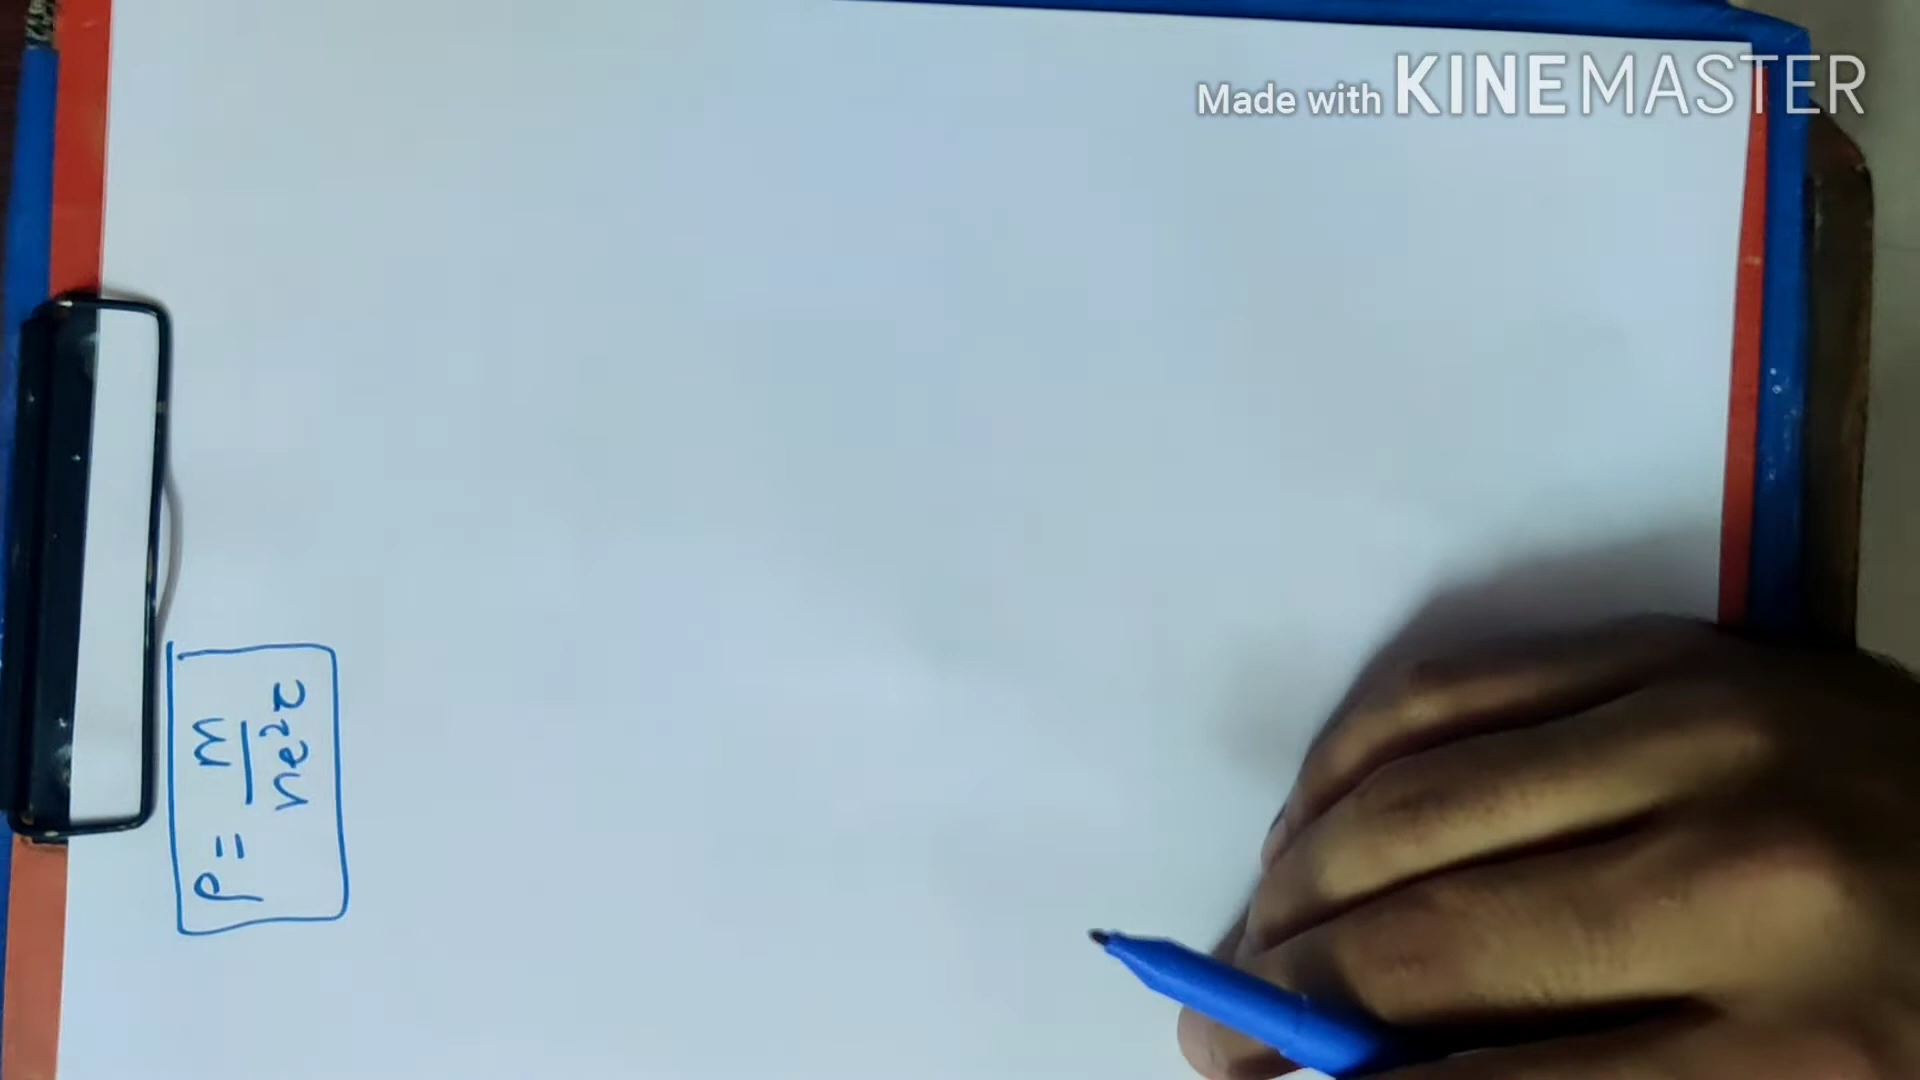 Made with KINEMASTER
ρ = m / ne²τ